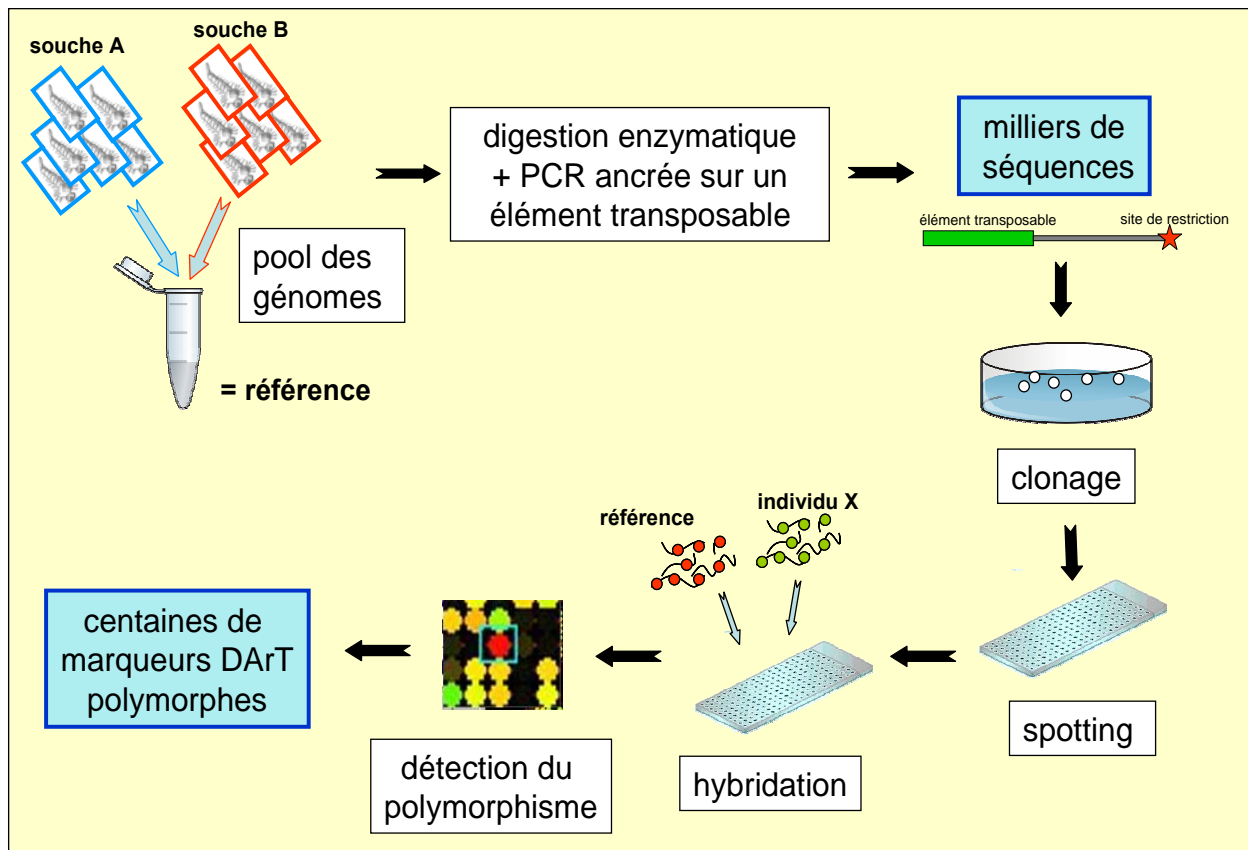 souche A
souche B
digestion enzymatique
+ PCR ancrée sur un
élément transposable
milliers de
séquences
élément transposable
site de restriction
pool des
génomes
= référence
clonage
individu X
référence
centaines de
marqueurs DArT
polymorphes
spotting
hybridation
détection du
polymorphisme